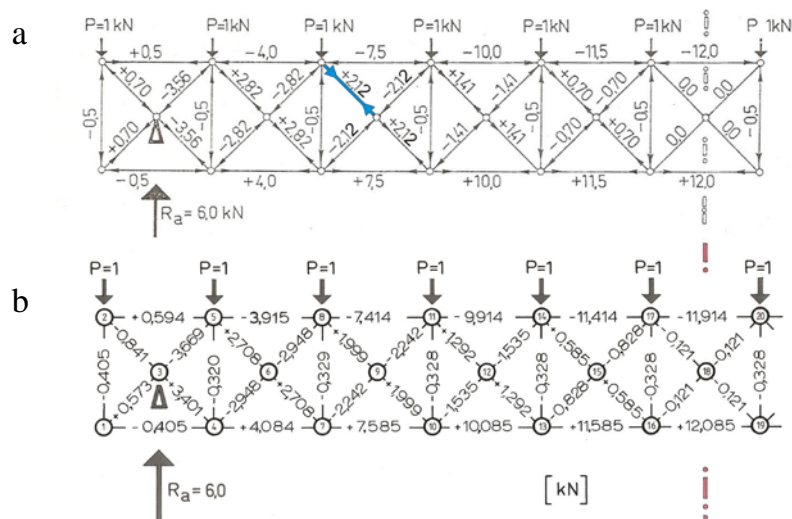 a
P=1kN P=1kN P=1 kN P=1kN P=1kN P=1kN P 1kN
+0,5 −4,0 −7,5 −10,0 −11,5 −12,0
+0,70 −3,56 +2,82 −2,82 +2,12 −2,12 +1,41 −1,41 +0,70 −0,70 0,0 0,0
−0,5 −0,5 −0,5 −0,5 −0,5 −0,5 −0,5
+0,70 −3,56 −2,82 +2,82 −2,12 +2,12 −1,41 +1,41 −0,70 +0,70 0,0 0,0
−0,5 +4,0 +7,5 +10,0 +11,5 +12,0
Ra= 6,0 kN
b
P=1 P=1 P=1 P=1 P=1 P=1 P=1
2 +0,594 5 −3,915 8 −7,414 11 −9,914 14 −11,414 17 −11,914 20
−0,841 −3,669 +2,708 −2,948 +1,999 −2,242 +1,292 −1,535 +0,585 −0,828 −0,121 −0,121
−0,405 3 −0,320 6 −0,329 9 −0,328 12 −0,328 15 −0,328 18 −0,328
+0,573 −3,401 −2,948 +2,708 −2,242 +1,999 −1,535 +1,292 −0,828 +0,585 −0,121 −0,121
1 −0,405 4 +4,084 7 +7,585 10 +10,085 13 +11,585 16 +12,085 19
Ra= 6,0
[kN]